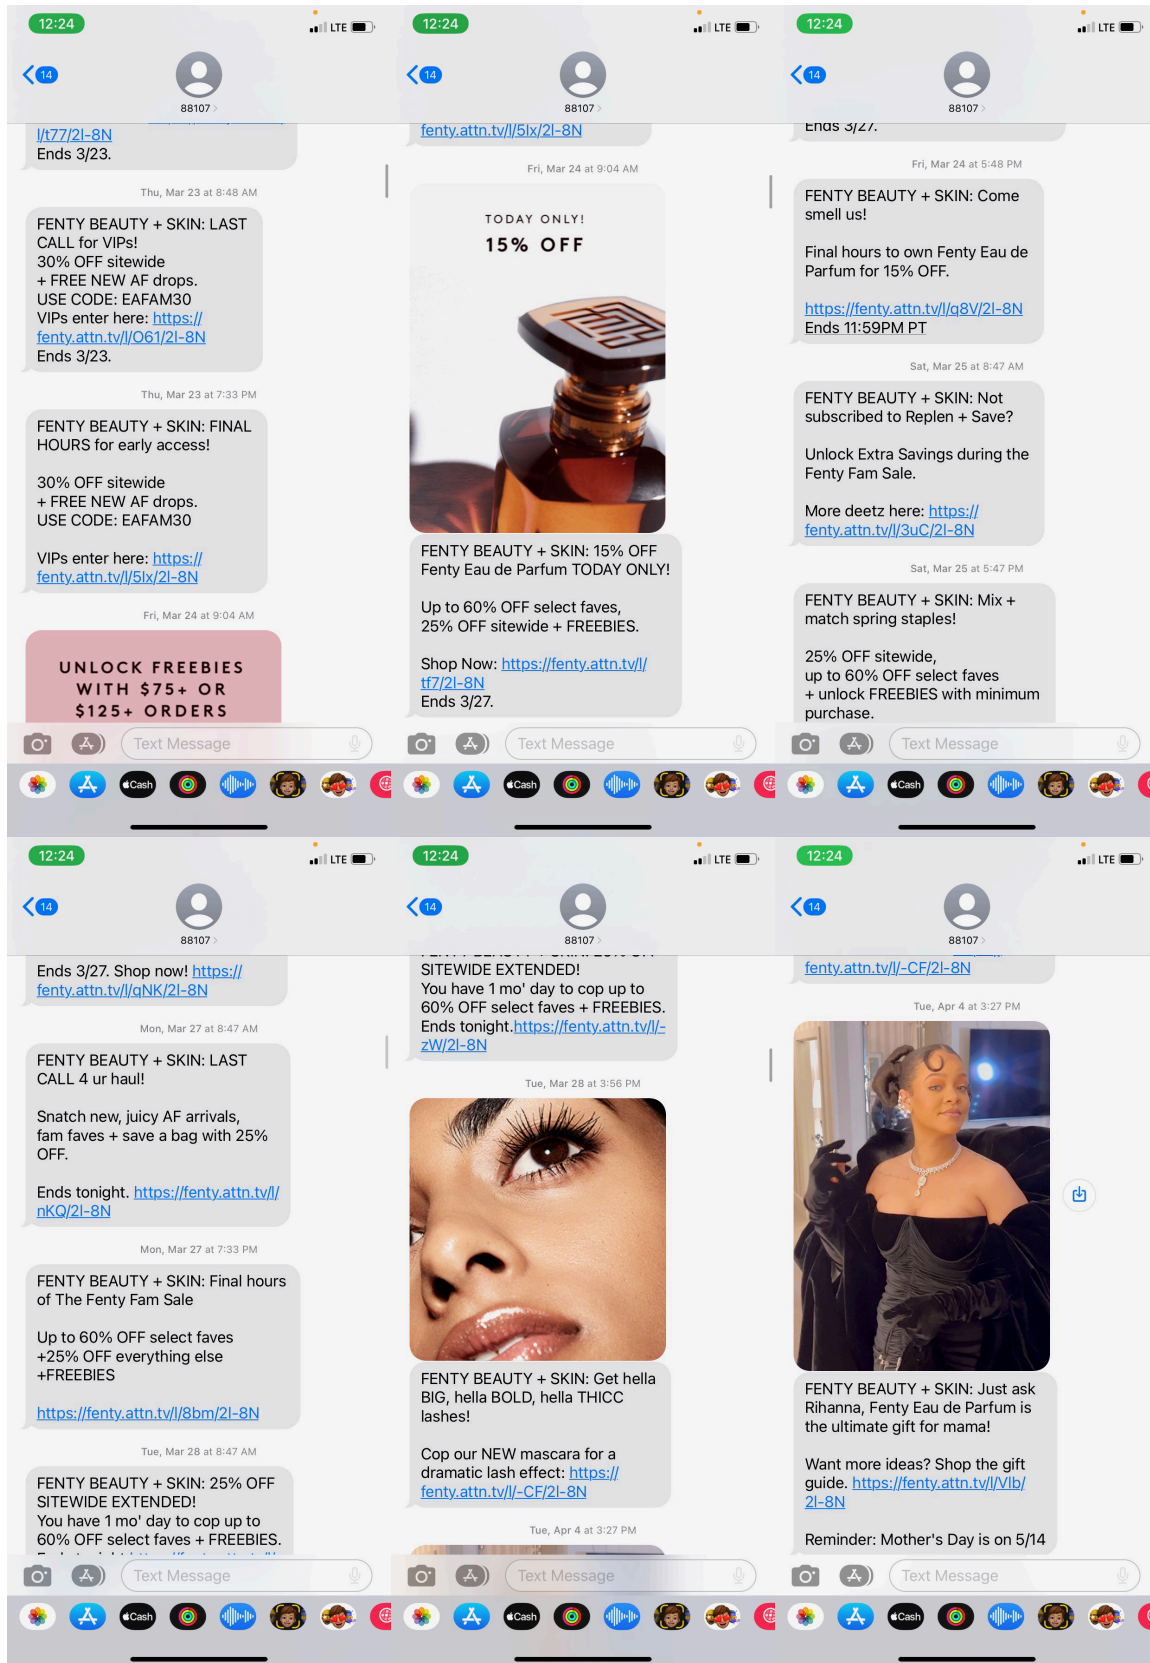 12:24
LTE
14
88107
l/t77/2l-8N
Ends 3/23.
Thu, Mar 23 at 8:48 AM
FENTY BEAUTY + SKIN: LAST
CALL for VIPs!
30% OFF sitewide
+ FREE NEW AF drops.
USE CODE: EAFAM30
VIPs enter here: https://
fenty.attn.tv/l/O61/2l-8N
Ends 3/23.
Thu, Mar 23 at 7:33 PM
FENTY BEAUTY + SKIN: FINAL
HOURS for early access!
30% OFF sitewide
+ FREE NEW AF drops.
USE CODE: EAFAM30
VIPs enter here: https://
fenty.attn.tv/l/5lx/2l-8N
Fri, Mar 24 at 9:04 AM
UNLOCK FREEBIES
WITH $75+ OR
$125+ ORDERS
Text Message
Cash
12:24
LTE
14
88107
fenty.attn.tv/l/5lx/2l-8N
Fri, Mar 24 at 9:04 AM
TODAY ONLY!
15% OFF
FENTY BEAUTY + SKIN: 15% OFF
Fenty Eau de Parfum TODAY ONLY!
Up to 60% OFF select faves,
25% OFF sitewide + FREEBIES.
Shop Now: https://fenty.attn.tv/l/
tf7/2l-8N
Ends 3/27.
Text Message
Cash
12:24
LTE
14
88107
Ends 3/27.
Fri, Mar 24 at 5:48 PM
FENTY BEAUTY + SKIN: Come
smell us!
Final hours to own Fenty Eau de
Parfum for 15% OFF.
https://fenty.attn.tv/l/q8V/2l-8N
Ends 11:59PM PT
Sat, Mar 25 at 8:47 AM
FENTY BEAUTY + SKIN: Not
subscribed to Replen + Save?
Unlock Extra Savings during the
Fenty Fam Sale.
More deetz here: https://
fenty.attn.tv/l/3uC/2l-8N
Sat, Mar 25 at 5:47 PM
FENTY BEAUTY + SKIN: Mix +
match spring staples!
25% OFF sitewide,
up to 60% OFF select faves
+ unlock FREEBIES with minimum
purchase.
Text Message
Cash
12:24
LTE
14
88107
Ends 3/27. Shop now! https://
fenty.attn.tv/l/qNK/2l-8N
Mon, Mar 27 at 8:47 AM
FENTY BEAUTY + SKIN: LAST
CALL 4 ur haul!
Snatch new, juicy AF arrivals,
fam faves + save a bag with 25%
OFF.
Ends tonight. https://fenty.attn.tv/l/
nKQ/2l-8N
Mon, Mar 27 at 7:33 PM
FENTY BEAUTY + SKIN: Final hours
of The Fenty Fam Sale
Up to 60% OFF select faves
+25% OFF everything else
+FREEBIES
https://fenty.attn.tv/l/8bm/2l-8N
Tue, Mar 28 at 8:47 AM
FENTY BEAUTY + SKIN: 25% OFF
SITEWIDE EXTENDED!
You have 1 mo' day to cop up to
60% OFF select faves + FREEBIES.
Text Message
Cash
12:24
LTE
14
88107
SITEWIDE EXTENDED!
You have 1 mo' day to cop up to
60% OFF select faves + FREEBIES.
Ends tonight.https://fenty.attn.tv/l/-
zW/2l-8N
Tue, Mar 28 at 3:56 PM
FENTY BEAUTY + SKIN: Get hella
BIG, hella BOLD, hella THICC
lashes!
Cop our NEW mascara for a
dramatic lash effect: https://
fenty.attn.tv/l/-CF/2l-8N
Tue, Apr 4 at 3:27 PM
Text Message
Cash
12:24
LTE
14
88107
fenty.attn.tv/l/-CF/2l-8N
Tue, Apr 4 at 3:27 PM
FENTY BEAUTY + SKIN: Just ask
Rihanna, Fenty Eau de Parfum is
the ultimate gift for mama!
Want more ideas? Shop the gift
guide. https://fenty.attn.tv/l/Vlb/
2l-8N
Reminder: Mother's Day is on 5/14
Text Message
Cash